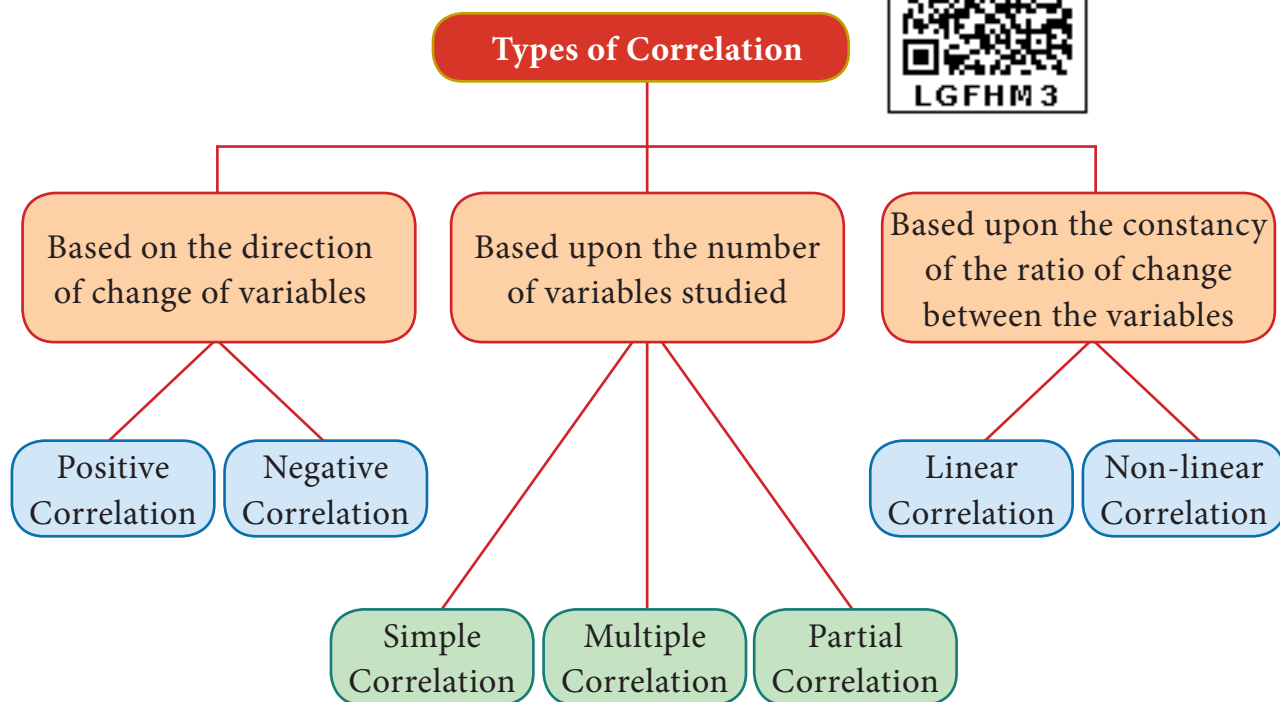 Types of Correlation
LGFHM3
Based on the direction
of change of variables
Based upon the number
of variables studied
Based upon the constancy
of the ratio of change
between the variables
Positive
Correlation
Negative
Correlation
Linear
Correlation
Non-linear
Correlation
Simple
Correlation
Multiple
Correlation
Partial
Correlation